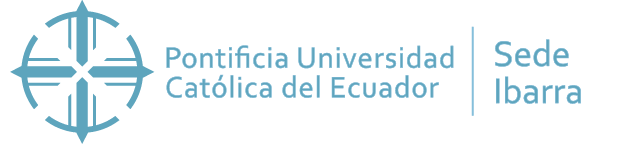 Pontificia Universidad
Católica del Ecuador
Sede
Ibarra